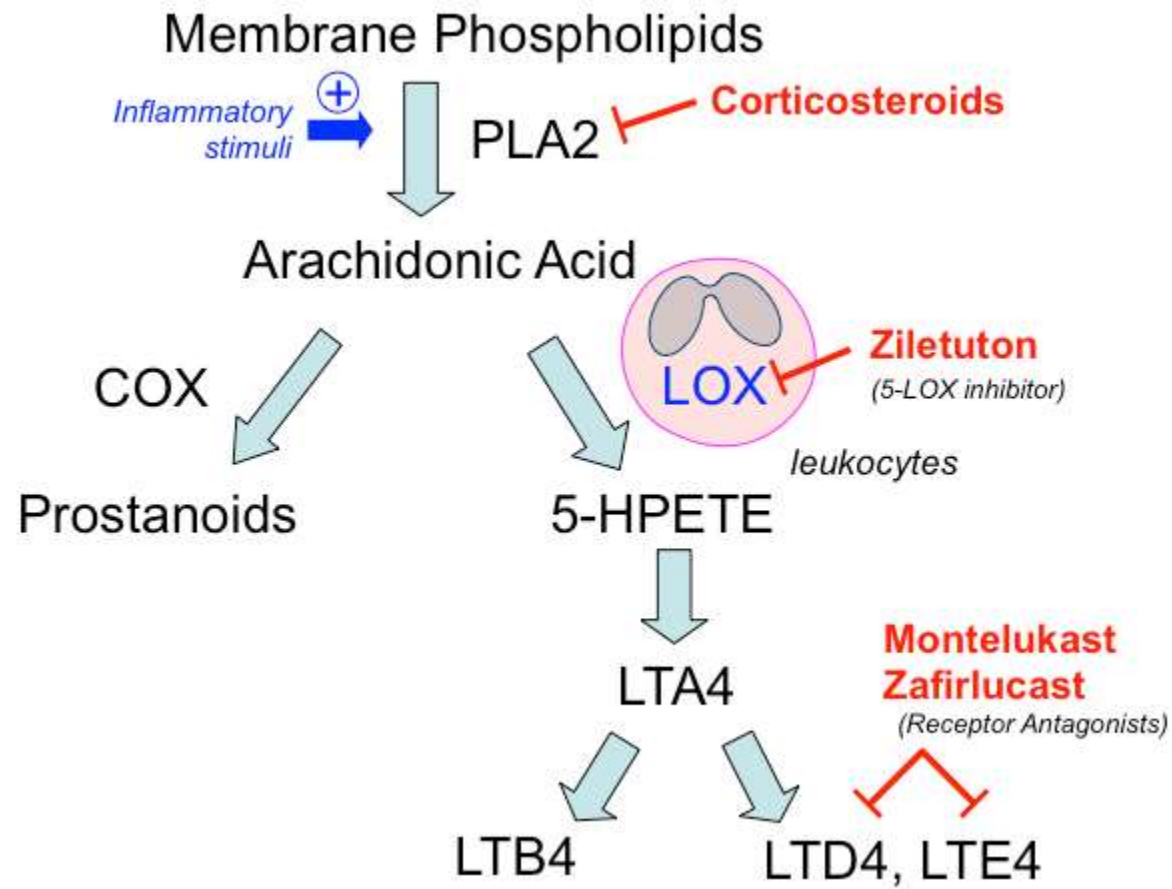 Membrane Phospholipids
Inflammatory
stimuli
+
PLA2
Corticosteroids
Arachidonic Acid
COX
LOX
Ziletuton
(5-LOX inhibitor)
leukocytes
Prostanoids
5-HPETE
LTA4
Montelukast
Zafirlucast
(Receptor Antagonists)
LTB4
LTD4, LTE4